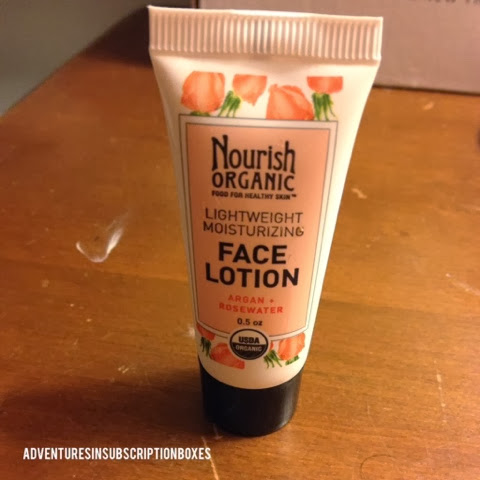 Nourish
ORGANIC
FOOD FOR HEALTHY SKIN™
LIGHTWEIGHT
MOISTURIZING
FACE
LOTION
ARGAN +
ROSEWATER
0.5 oz
USDA
ORGANIC
ADVENTURESINSUBSCRIPTIONBOXES